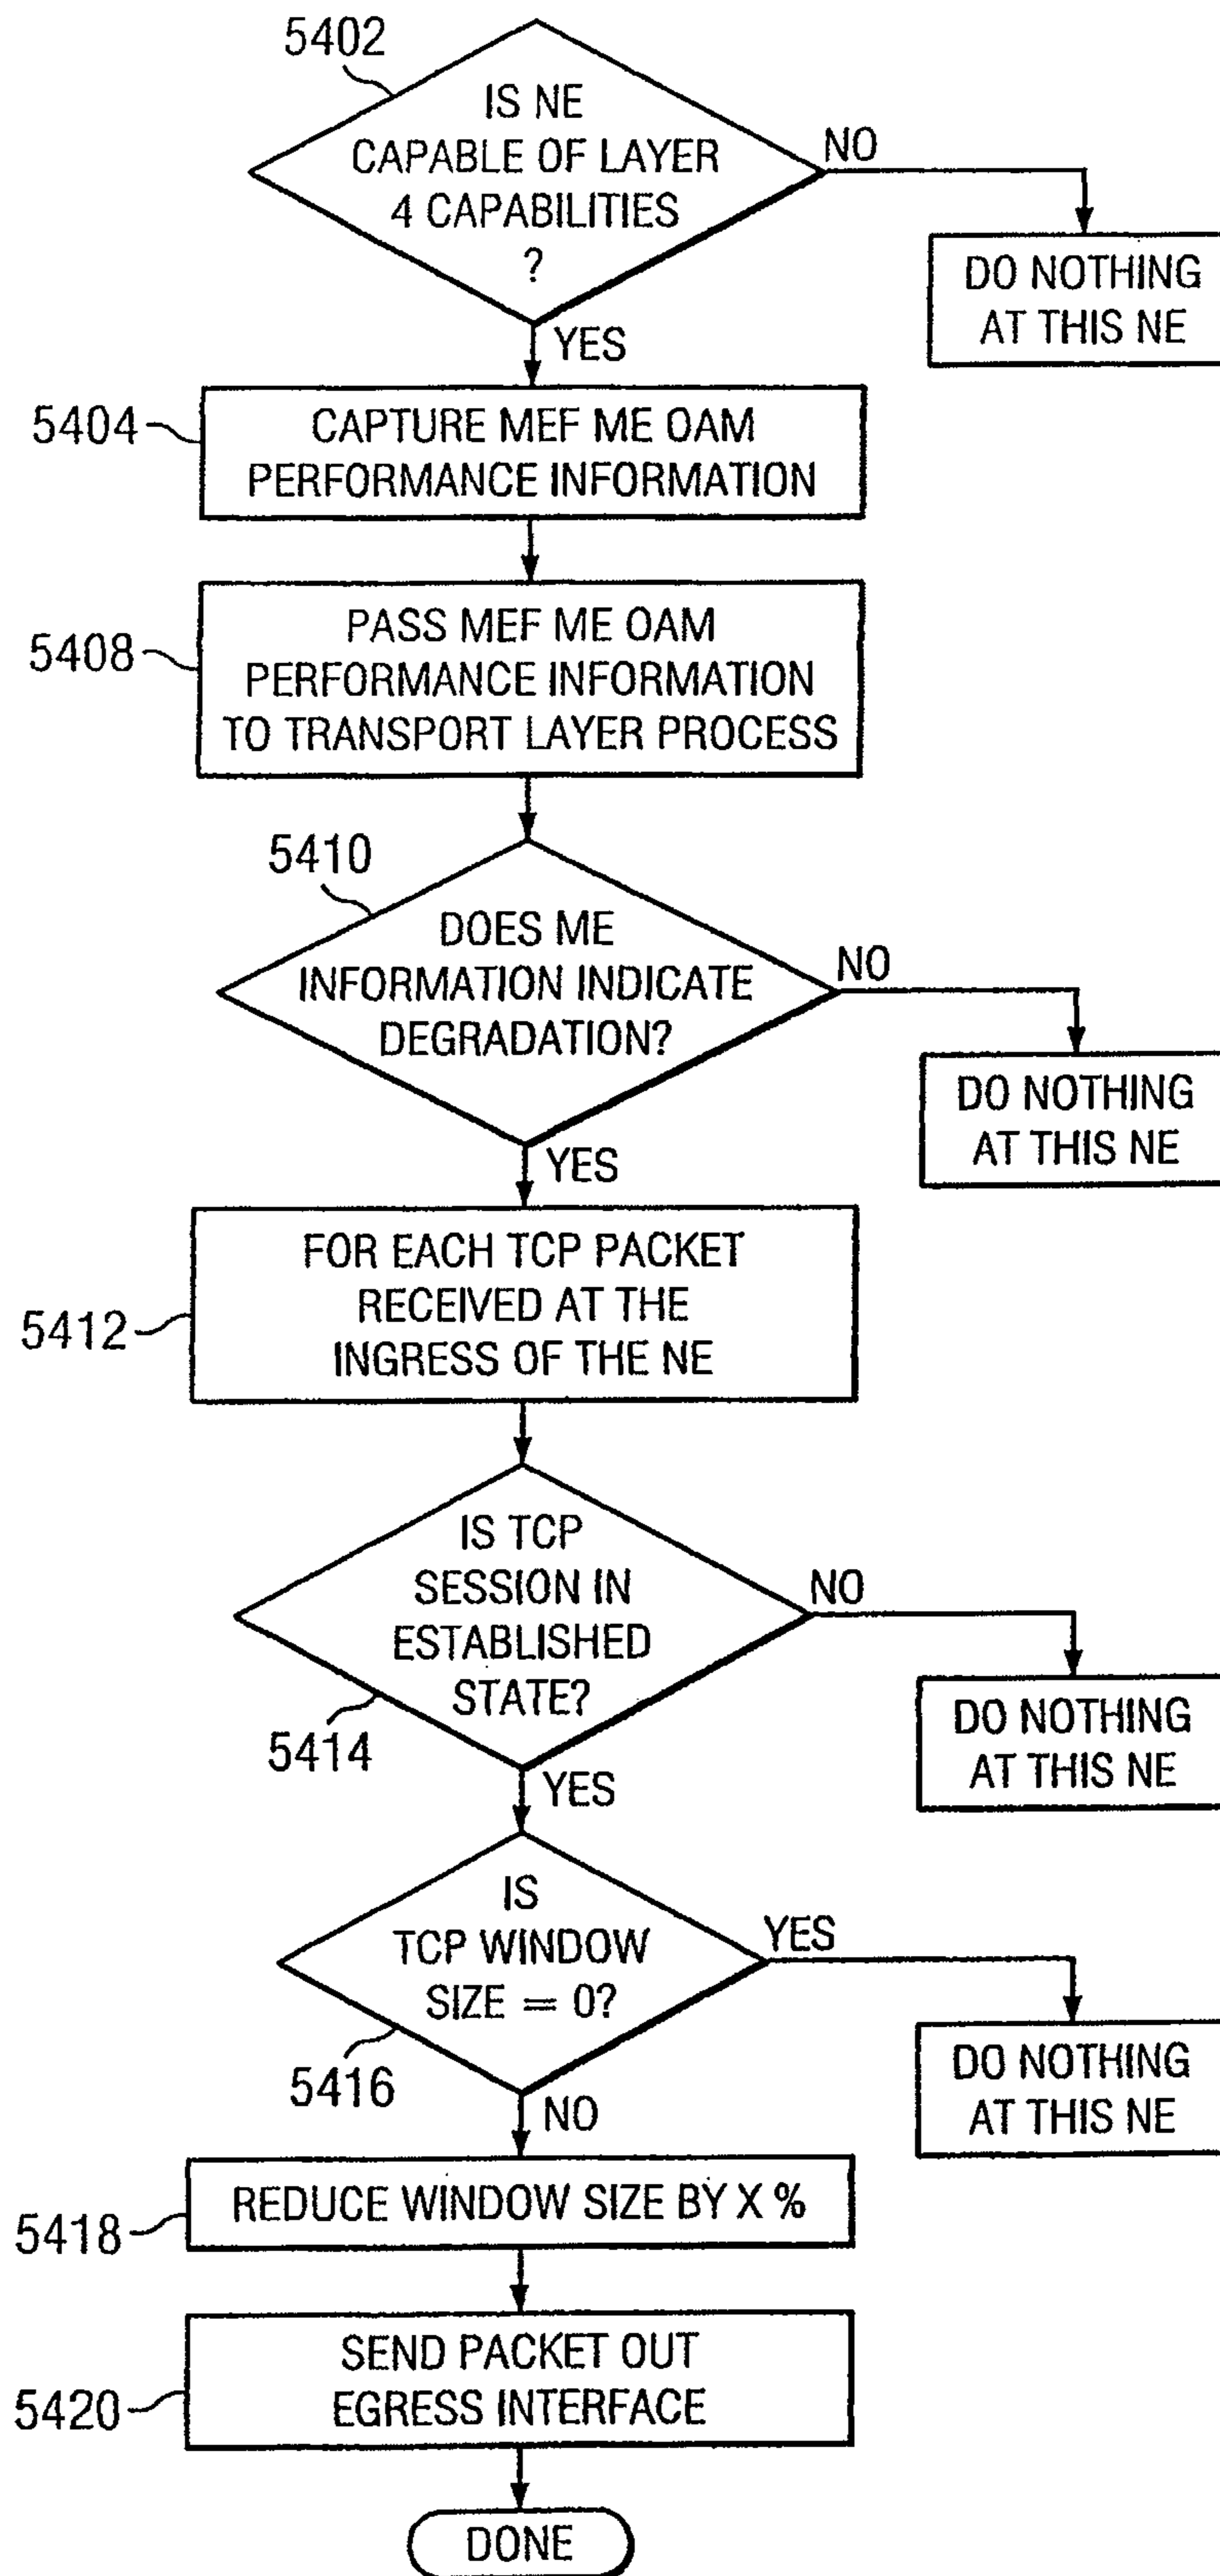 5402
IS NE
CAPABLE OF LAYER
4 CAPABILITIES
?
NO
DO NOTHING
AT THIS NE
YES
5404
CAPTURE MEF ME OAM
PERFORMANCE INFORMATION
5408
PASS MEF ME OAM
PERFORMANCE INFORMATION
TO TRANSPORT LAYER PROCESS
5410
DOES ME
INFORMATION INDICATE
DEGRADATION?
NO
DO NOTHING
AT THIS NE
YES
5412
FOR EACH TCP PACKET
RECEIVED AT THE
INGRESS OF THE NE
IS TCP
SESSION IN
ESTABLISHED
STATE?
5414
NO
DO NOTHING
AT THIS NE
YES
IS
TCP WINDOW
SIZE = 0?
5416
YES
DO NOTHING
AT THIS NE
NO
5418
REDUCE WINDOW SIZE BY X %
5420
SEND PACKET OUT
EGRESS INTERFACE
DONE